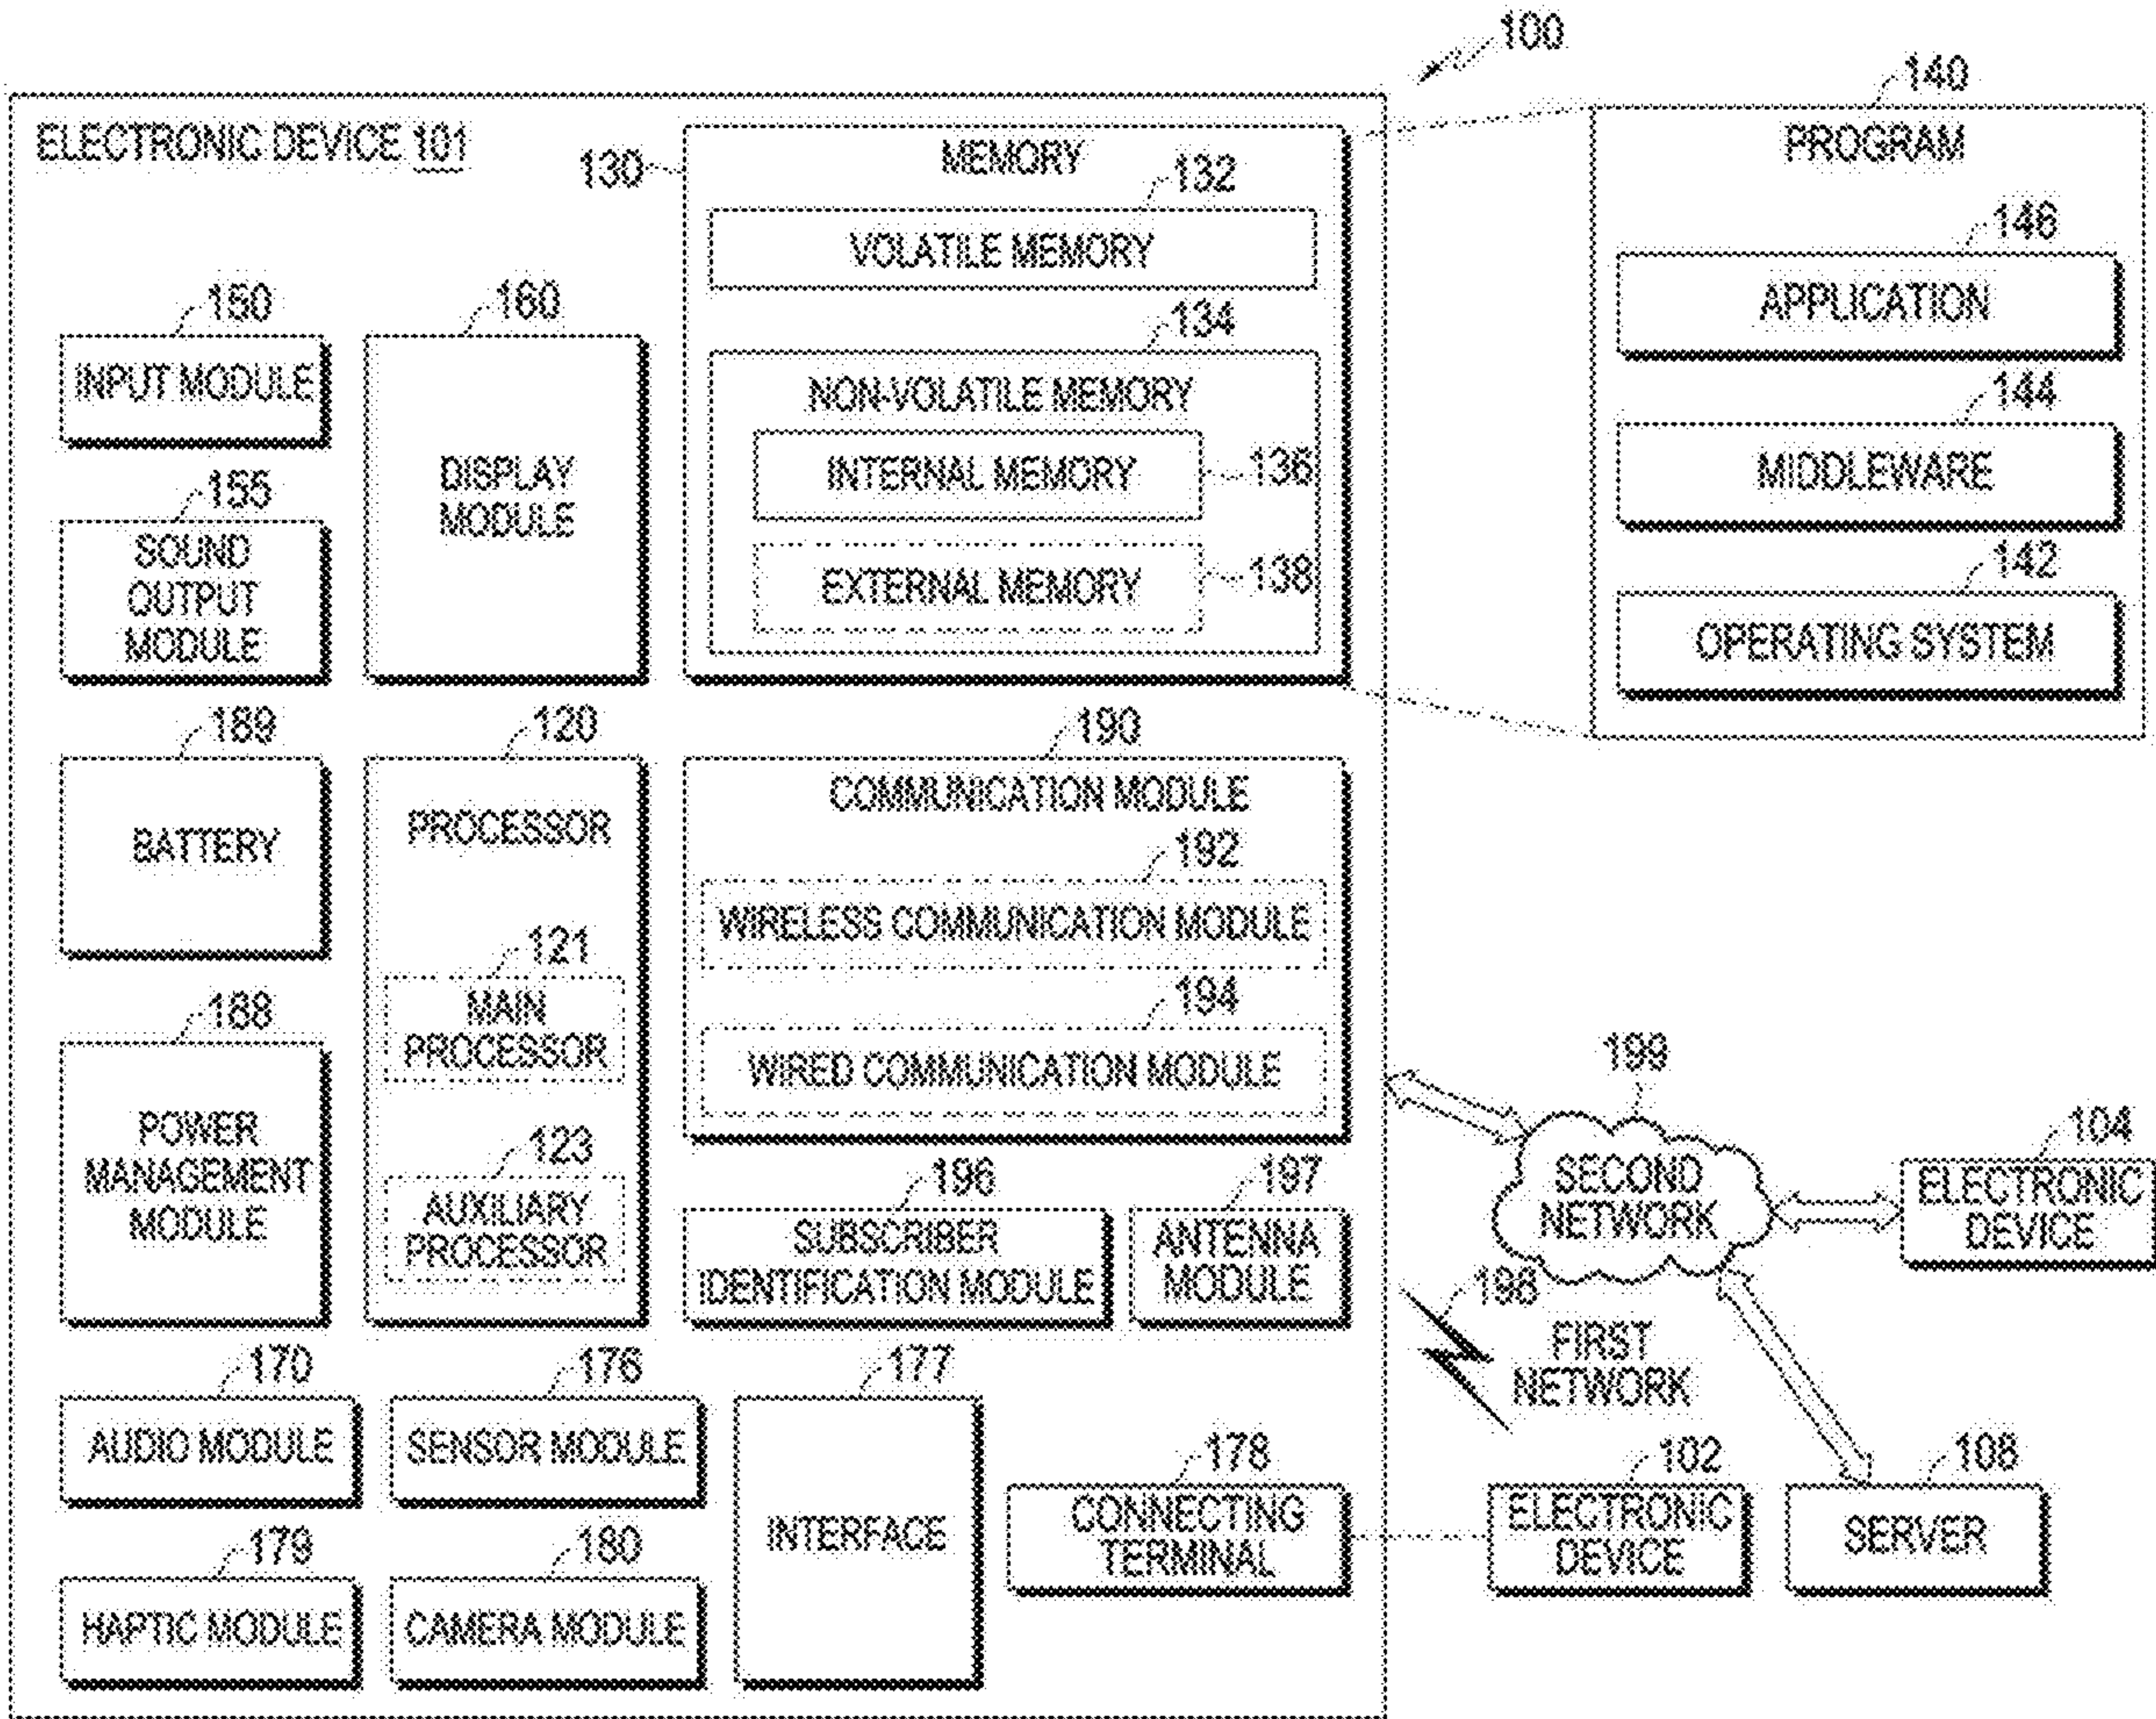 100
ELECTRONIC DEVICE 101
130
MEMORY
132
VOLATILE MEMORY
134
NON-VOLATILE MEMORY
INTERNAL MEMORY
136
EXTERNAL MEMORY
138
140
PROGRAM
146
APPLICATION
144
MIDDLEWARE
142
OPERATING SYSTEM
150
INPUT MODULE
160
DISPLAY
MODULE
155
SOUND
OUTPUT
MODULE
189
BATTERY
120
PROCESSOR
121
MAIN
PROCESSOR
123
AUXILIARY
PROCESSOR
190
COMMUNICATION MODULE
192
WIRELESS COMMUNICATION MODULE
194
WIRED COMMUNICATION MODULE
188
POWER
MANAGEMENT
MODULE
196
SUBSCRIBER
IDENTIFICATION MODULE
197
ANTENNA
MODULE
199
SECOND
NETWORK
104
ELECTRONIC
DEVICE
198
FIRST
NETWORK
170
AUDIO MODULE
176
SENSOR MODULE
177
INTERFACE
178
CONNECTING
TERMINAL
102
ELECTRONIC
DEVICE
108
SERVER
179
HAPTIC MODULE
180
CAMERA MODULE